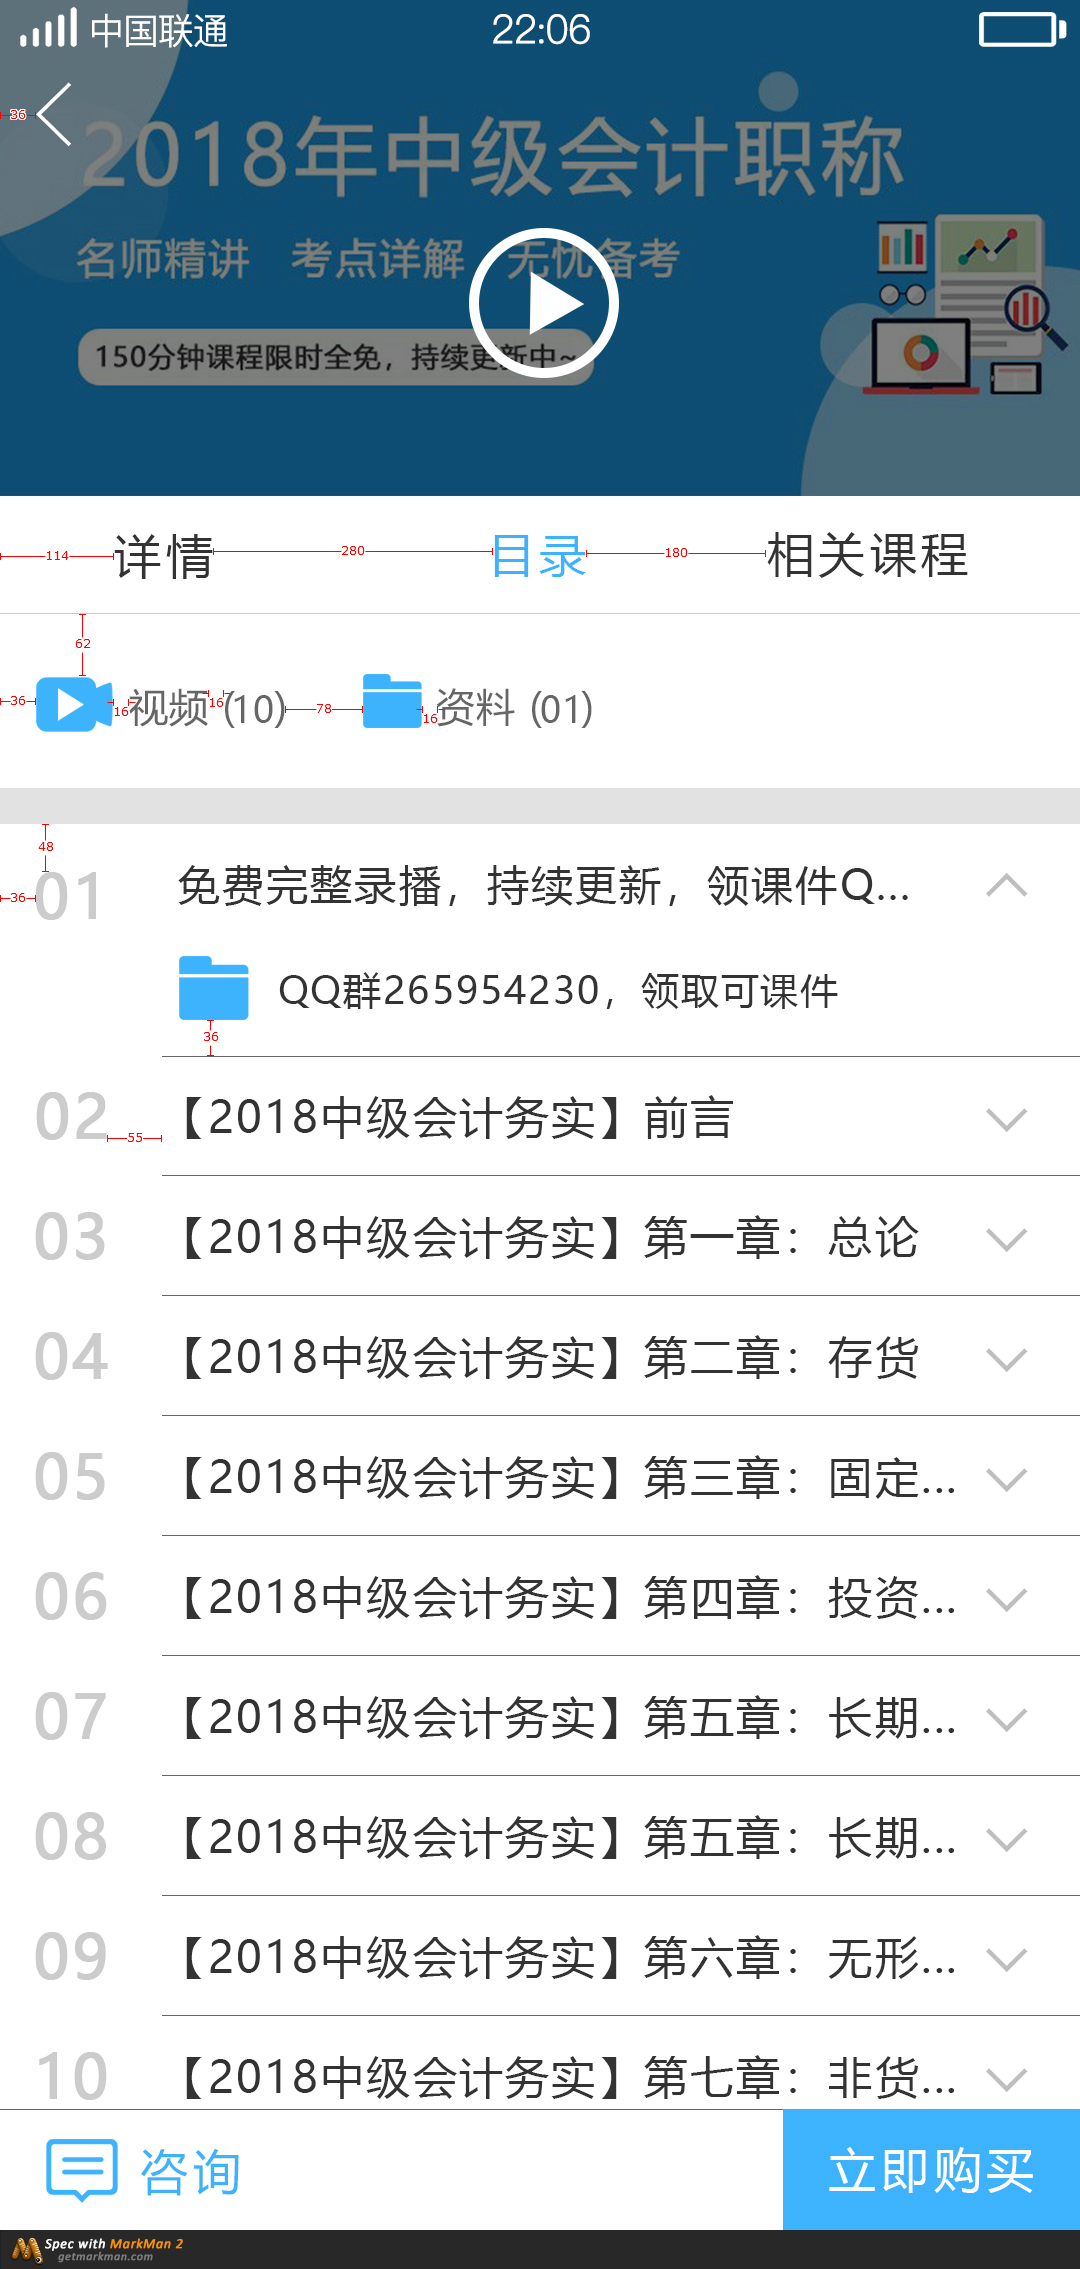 中国联通 22:06
36
2018年中级会计职称
名师精讲 考点详解 无忧备考
150分钟课程限时全免，持续更新中~
114 详情 280 目录 180 相关课程
62
36 16 视频 16 (10) 78 16 资料 (01)
48
36 01 免费完整录播，持续更新，领课件Q...
QQ群265954230，领取可课件
36
02 【2018中级会计务实】前言
55
03 【2018中级会计务实】第一章：总论
04 【2018中级会计务实】第二章：存货
05 【2018中级会计务实】第三章：固定...
06 【2018中级会计务实】第四章：投资...
07 【2018中级会计务实】第五章：长期...
08 【2018中级会计务实】第五章：长期...
09 【2018中级会计务实】第六章：无形...
10 【2018中级会计务实】第七章：非货...
咨询 立即购买
Spec with MarkMan 2
getmarkman.com